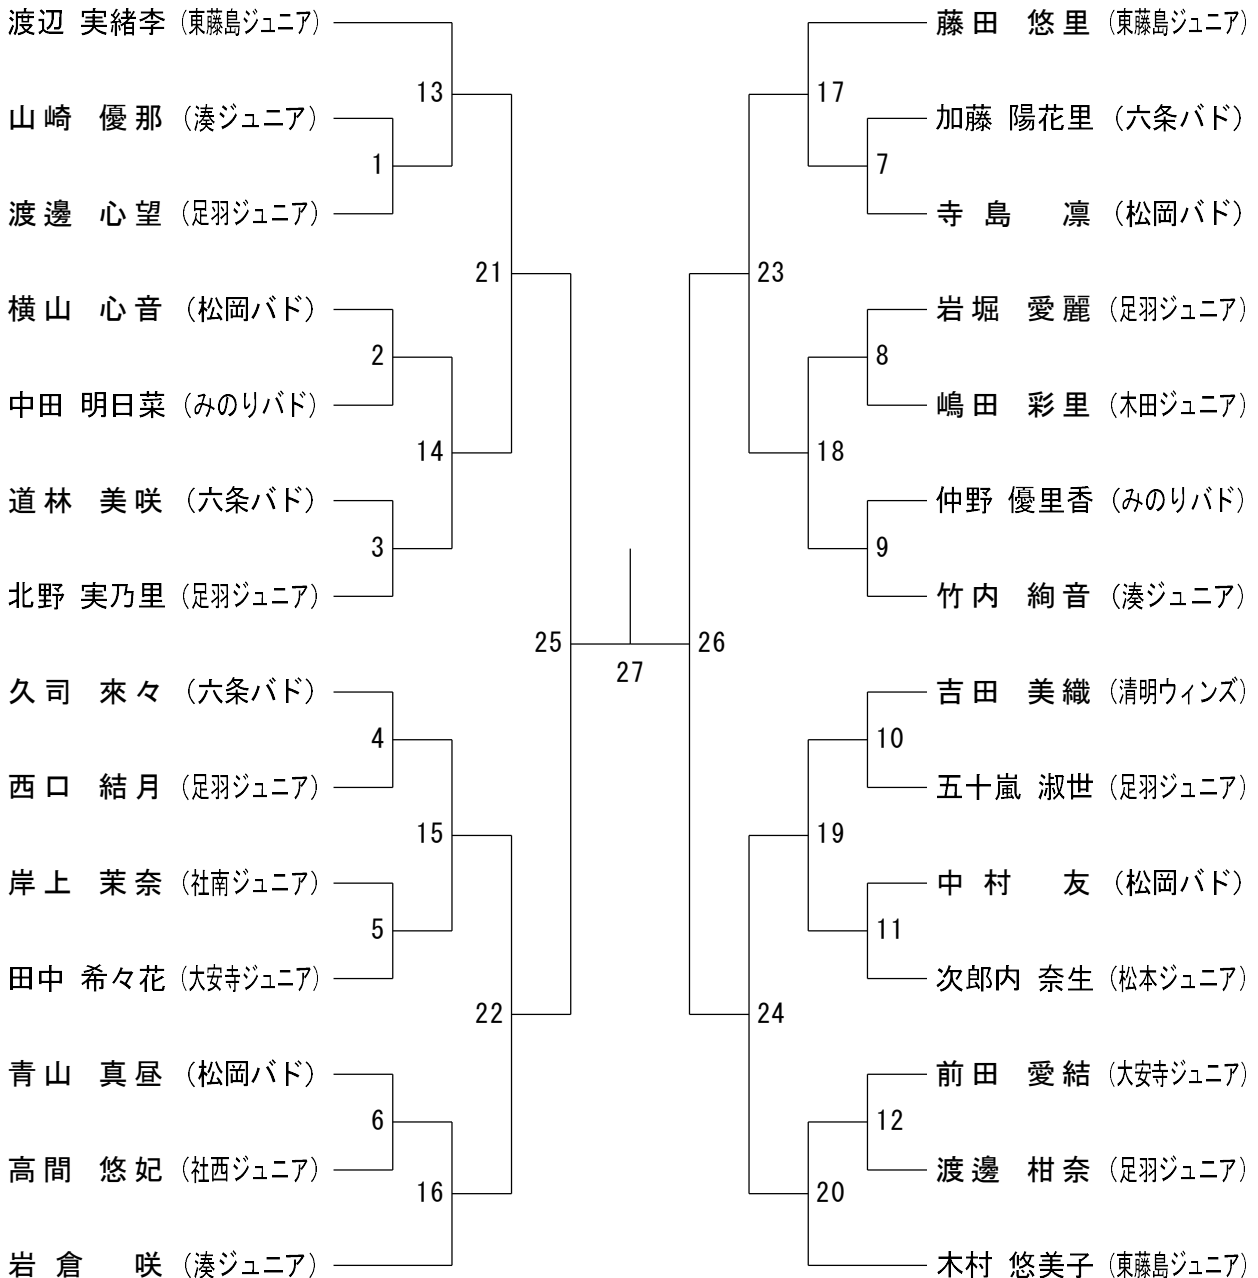 渡辺 実緒李 (東藤島ジュニア)
13
山崎 優那 (湊ジュニア)
1
渡邊 心望 (足羽ジュニア)
21
横山 心音 (松岡バド)
2
中田 明日菜 (みのりバド)
14
道林 美咲 (六条バド)
3
北野 実乃里 (足羽ジュニア)
25
久司 來々 (六条バド)
4
西口 結月 (足羽ジュニア)
15
岸上 茉奈 (社南ジュニア)
5
田中 希々花 (大安寺ジュニア)
22
青山 真昼 (松岡バド)
6
高間 悠妃 (社西ジュニア)
16
岩倉 咲 (湊ジュニア)
27
藤田 悠里 (東藤島ジュニア)
17
加藤 陽花里 (六条バド)
7
寺島 凛 (松岡バド)
23
岩堀 愛麗 (足羽ジュニア)
8
嶋田 彩里 (木田ジュニア)
18
仲野 優里香 (みのりバド)
9
竹内 絢音 (湊ジュニア)
26
吉田 美織 (清明ウィンズ)
10
五十嵐 淑世 (足羽ジュニア)
19
中村 友 (松岡バド)
11
次郎内 奈生 (松本ジュニア)
24
前田 愛結 (大安寺ジュニア)
12
渡邊 柑奈 (足羽ジュニア)
20
木村 悠美子 (東藤島ジュニア)